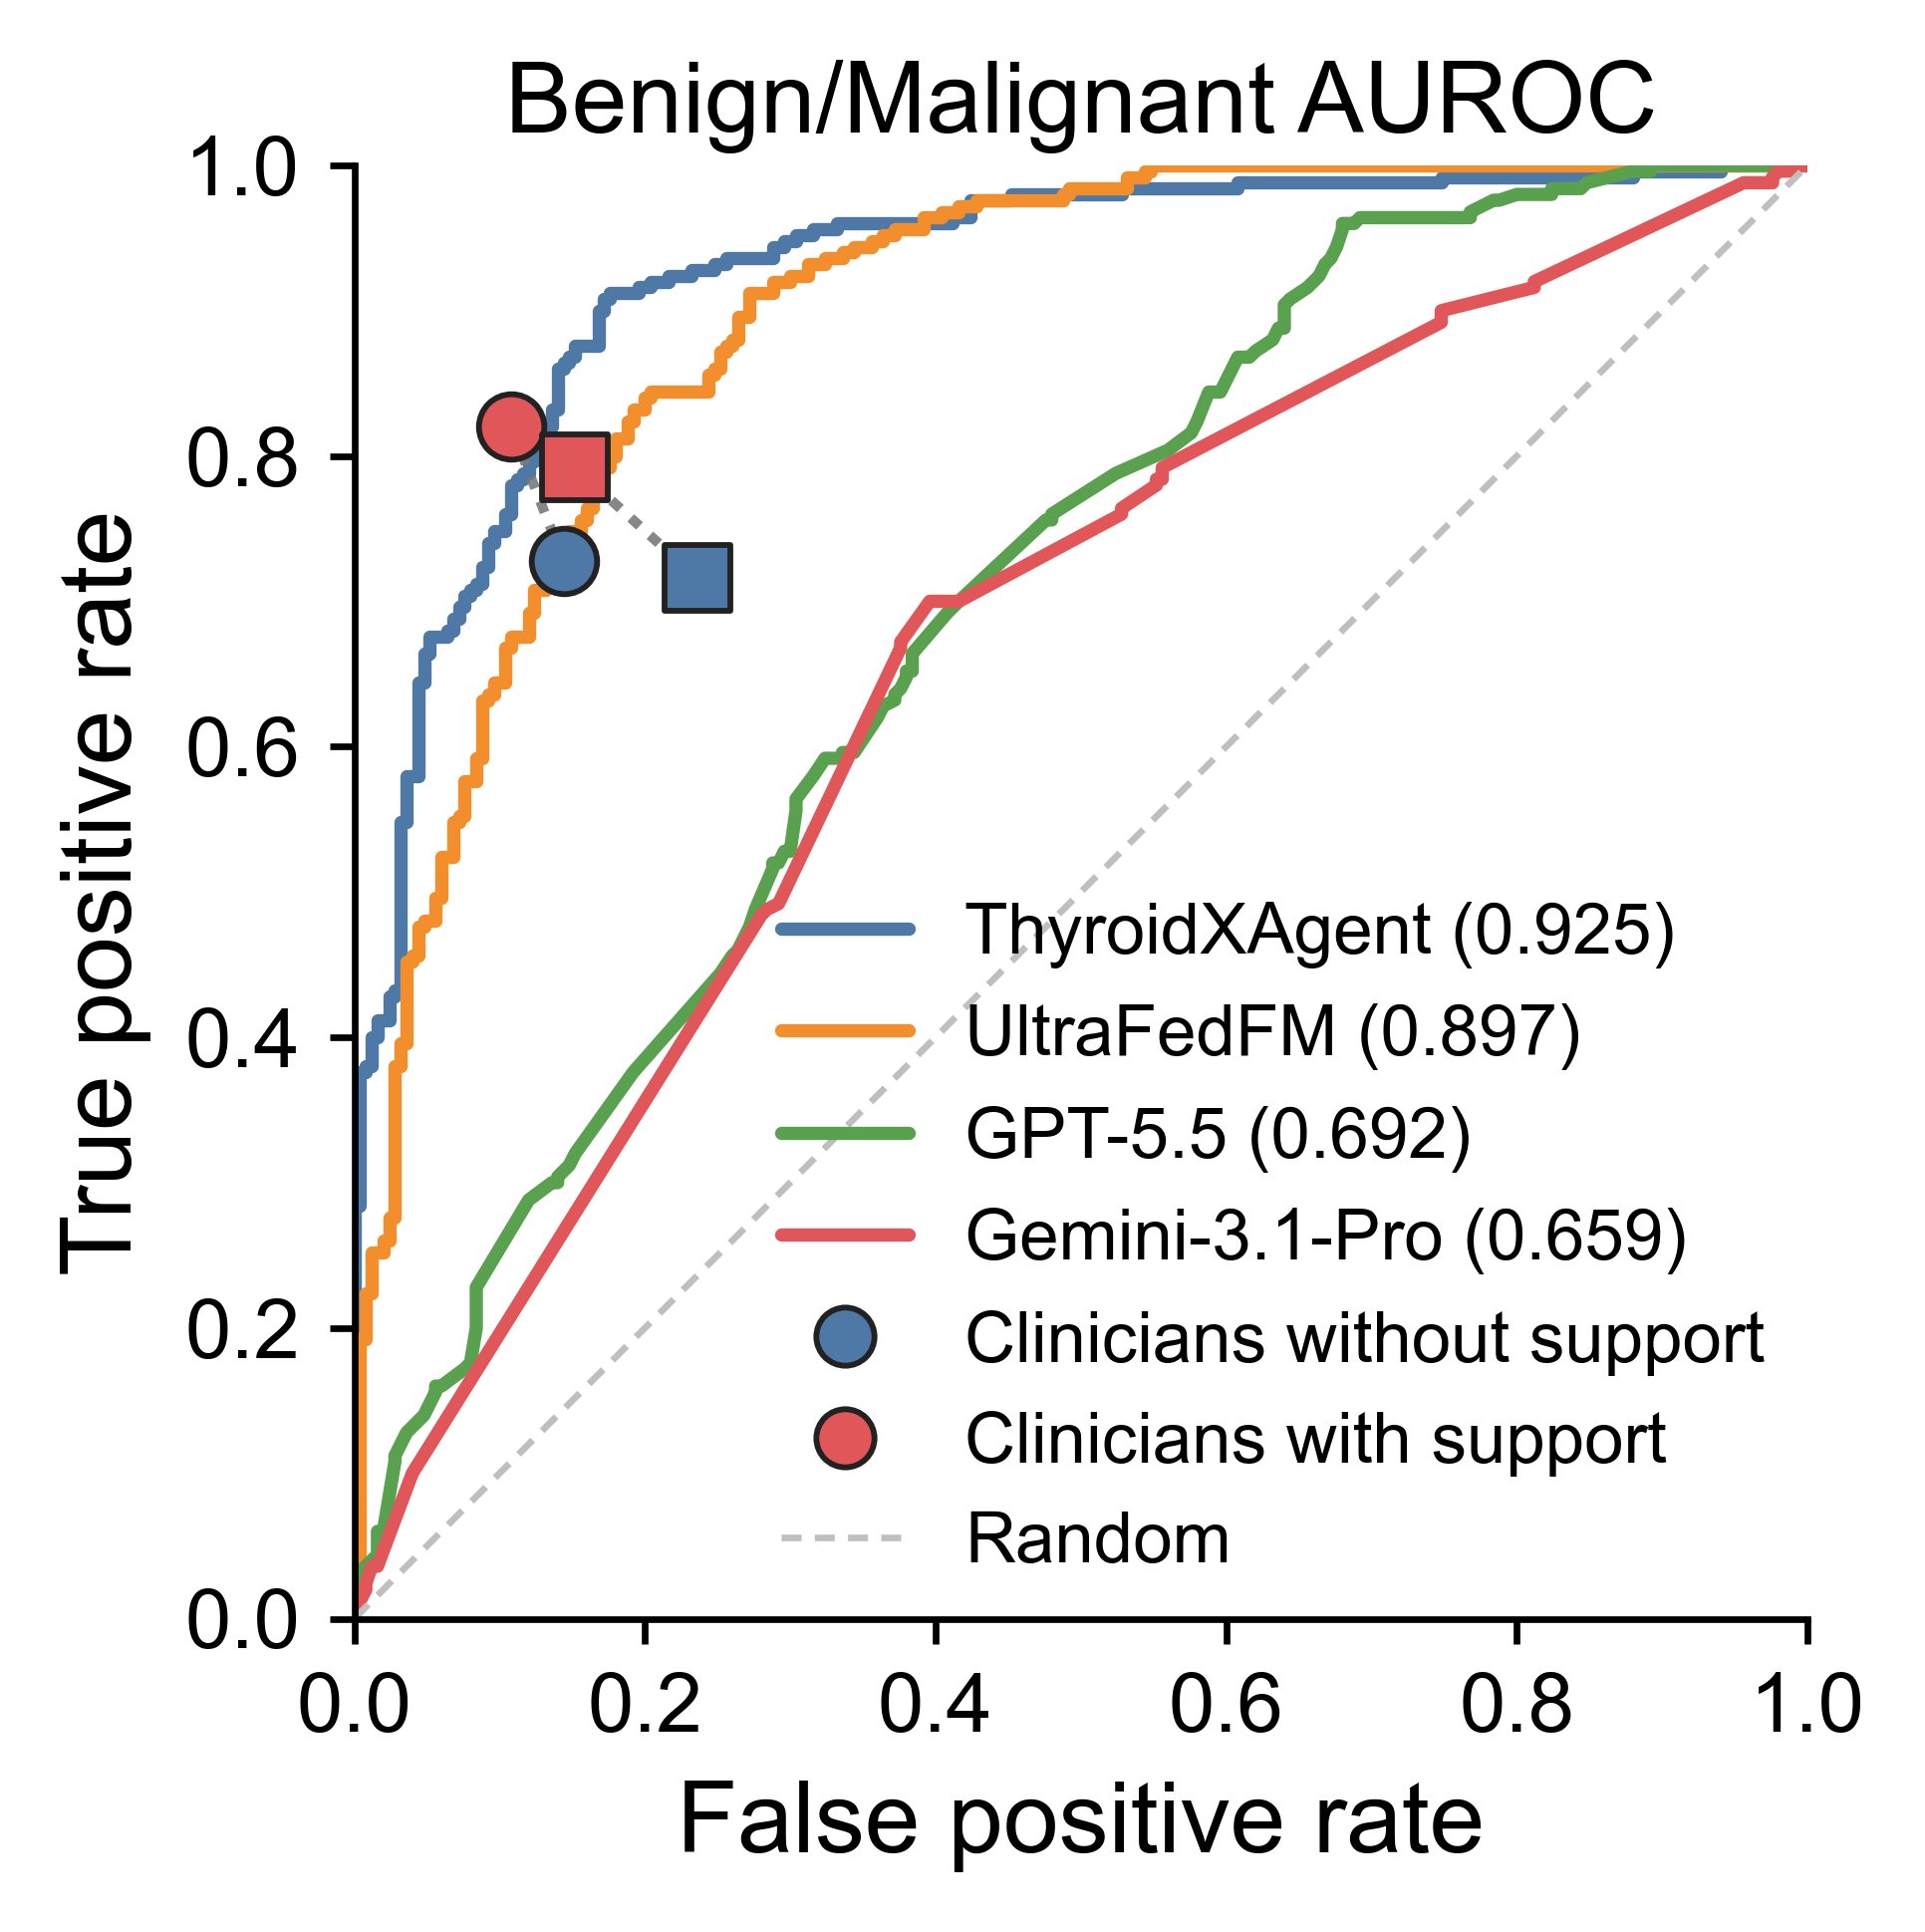 Benign/Malignant AUROC
1.0
0.8
0.6
0.4
0.2
0.0
True positive rate
ThyroidXAgent (0.925)
UltraFedFM (0.897)
GPT-5.5 (0.692)
Gemini-3.1-Pro (0.659)
Clinicians without support
Clinicians with support
Random
0.0 0.2 0.4 0.6 0.8 1.0
False positive rate